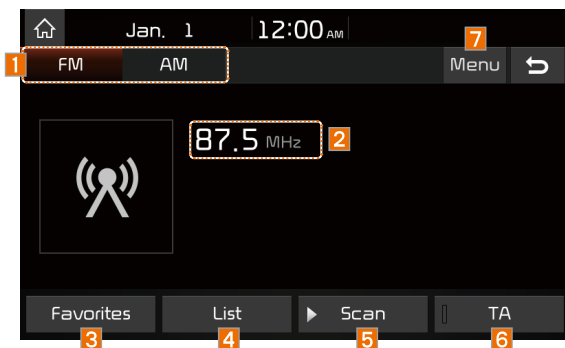 Jan. 1 12:00 AM
7
1 FM AM Menu
87.5 MHz 2
Favorites List Scan TA
3 4 5 6